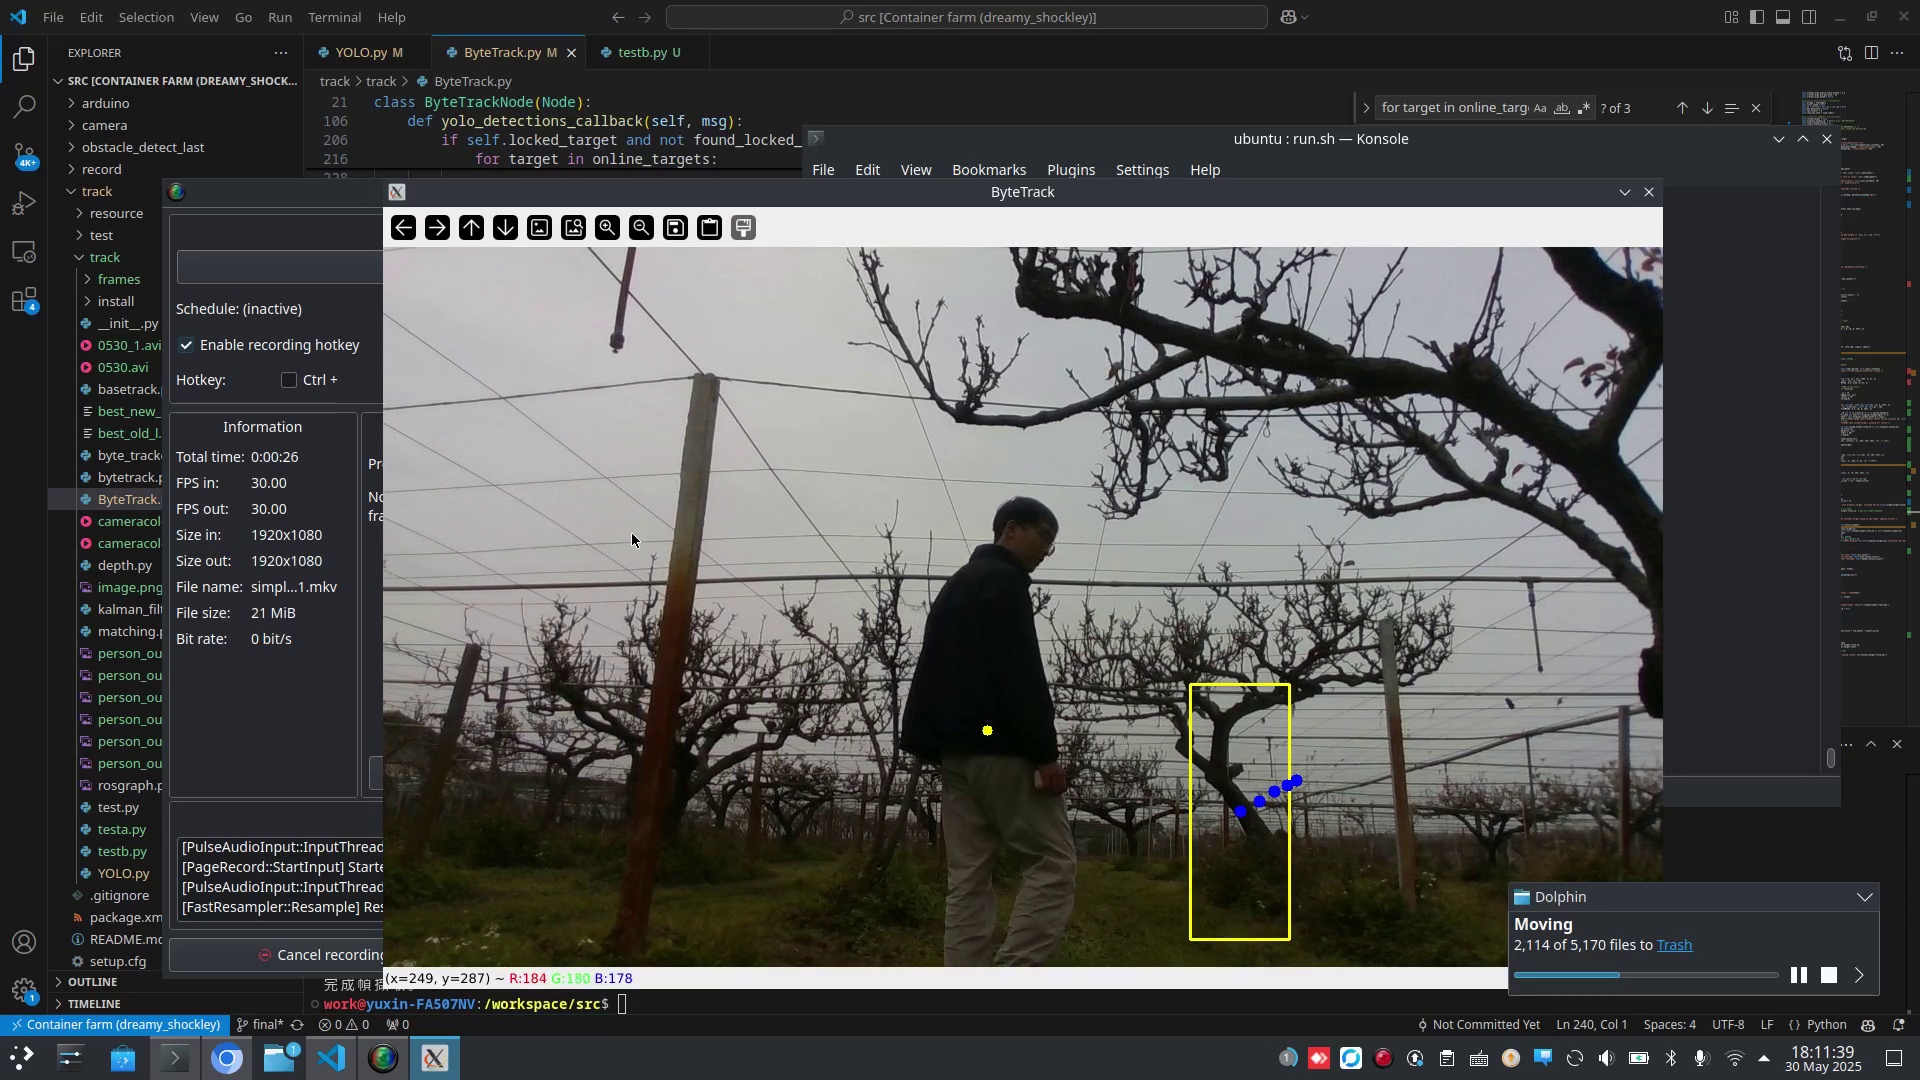 File Edit Selection View Go Run Terminal Help
src [Container farm (dreamy_shockley)]
EXPLORER
YOLO.py M
ByteTrack.py M
testb.py U
SRC [CONTAINER FARM (DREAMY_SHOCK...
track > track > ByteTrack.py
arduino
camera
obstacle_detect_last
record
track
resource
test
track
frames
install
__init__.py
0530_1.avi
0530.avi
basetrack.
best_new_
best_old_l.
byte_track
bytetrack.p
ByteTrack.
cameracol
cameracol
depth.py
image.png
kalman_filt
matching.p
person_ou
person_ou
person_ou
person_ou
person_ou
person_ou
rosgraph.p
test.py
testa.py
testb.py
YOLO.py
.gitignore
package.xm
README.md
setup.cfg
OUTLINE
TIMELINE
4K+
4
1
21 class ByteTrackNode(Node):
106 def yolo_detections_callback(self, msg):
206 if self.locked_target and not found_locked_
216 for target in online_targets:
for target in online_targ
Aa ab ? of 3
ubuntu : run.sh — Konsole
File Edit View Bookmarks Plugins Settings Help
ByteTrack
Schedule: (inactive)
Enable recording hotkey
Hotkey: Ctrl +
Information
Total time: 0:00:26
FPS in: 30.00
FPS out: 30.00
Size in: 1920x1080
Size out: 1920x1080
File name: simpl...1.mkv
File size: 21 MiB
Bit rate: 0 bit/s
Pr
No
fra
[PulseAudioInput::InputThread
[PageRecord::StartInput] Starte
[PulseAudioInput::InputThread
[FastResampler::Resample] Res
Cancel recording
(x=249, y=287) ~ R:184 G:180 B:178
work@yuxin-FA507NV:/workspace/src$
Dolphin
Moving
2,114 of 5,170 files to Trash
Container farm (dreamy_shockley) final* 0 0 0
Not Committed Yet Ln 240, Col 1 Spaces: 4 UTF-8 LF {} Python
1
1
18:11:39
30 May 2025